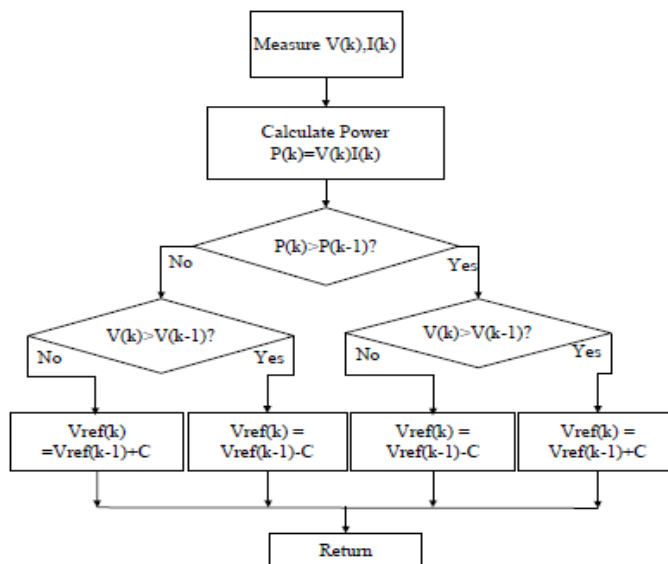 Measure V(k),I(k)
Calculate Power
P(k)=V(k)I(k)
P(k)>P(k-1)?
No
Yes
V(k)>V(k-1)?
No
Yes
V(k)>V(k-1)?
No
Yes
Vref(k)
=Vref(k-1)+C
Vref(k) =
Vref(k-1)-C
Vref(k) =
Vref(k-1)-C
Vref(k) =
Vref(k-1)+C
Return